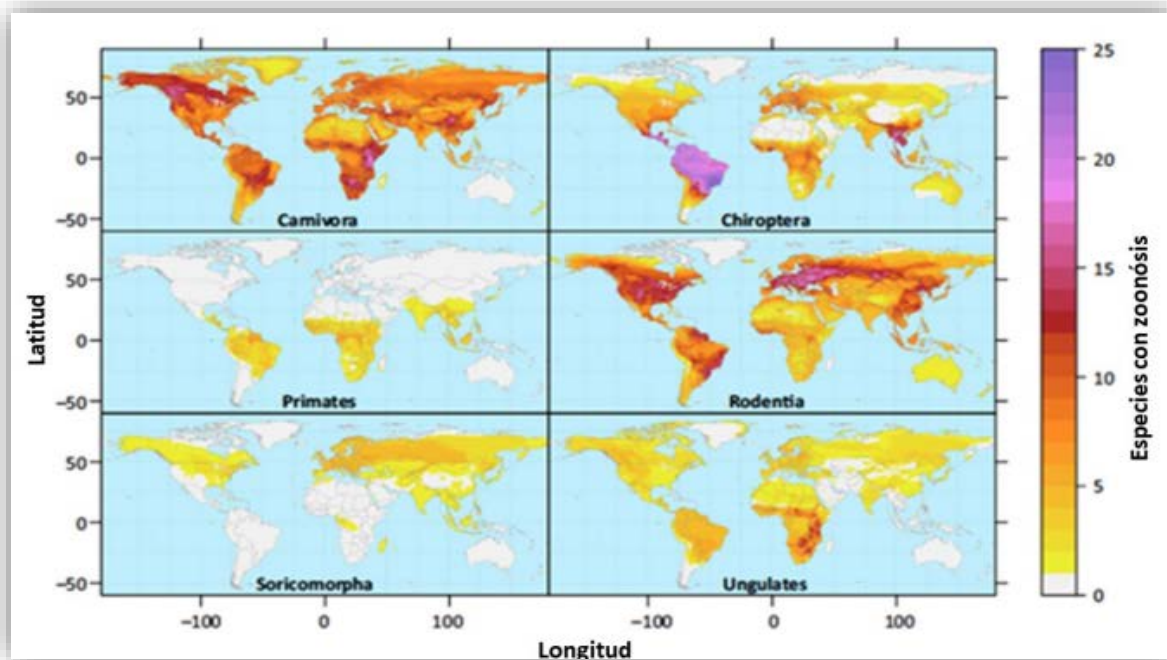 Carnivora
Chiroptera
Primates
Rodentia
Soricomorpha
Ungulates
50
0
−50
50
0
−50
50
0
−50
−100
0
100
−100
0
100
Latitud
Longitud
25
20
15
10
5
0
Especies con zoonósis